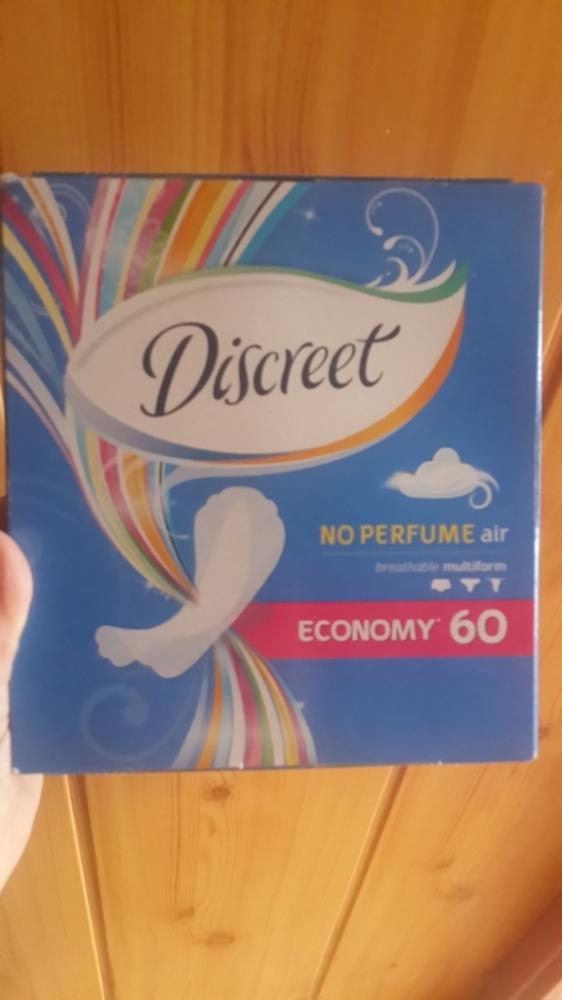 Discreet
NO PERFUME air
breathable multiform
ECONOMY* 60